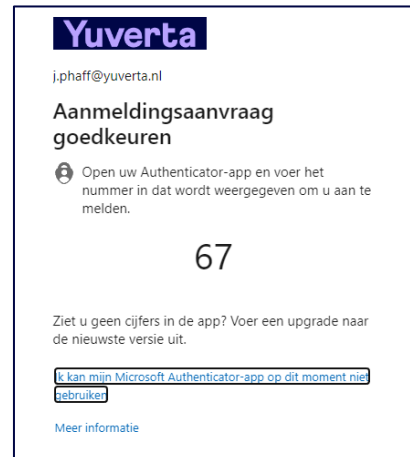 Yuverta
j.phaff@yuverta.nl
Aanmeldingsaanvraag
goedkeuren
Open uw Authenticator-app en voer het
nummer in dat wordt weergegeven om u aan te
melden.
67
Ziet u geen cijfers in de app? Voer een upgrade naar
de nieuwste versie uit.
Ik kan mijn Microsoft Authenticator-app op dit moment niet
gebruiken
Meer informatie